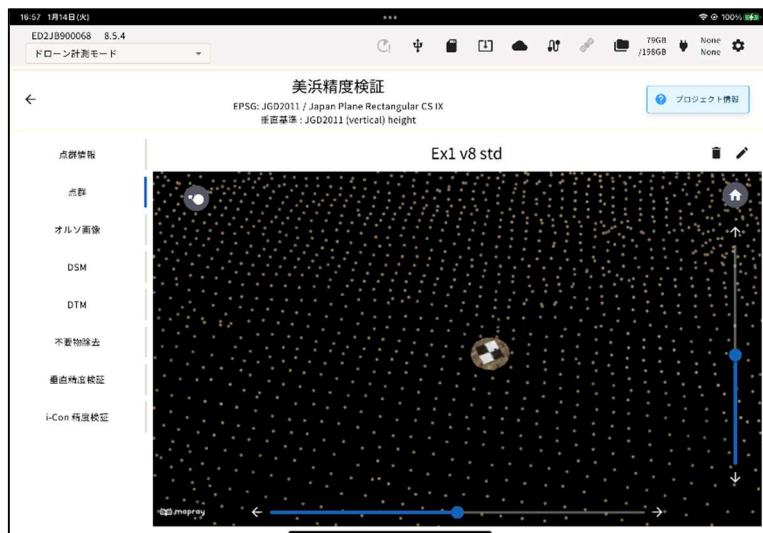 16:57 1月14日(火)
100%
ED2JB900068 8.5.4
ドローン計測モード
79GB
/198GB
None
None
美浜精度検証
EPSG: JGD2011 / Japan Plane Rectangular CS IX
垂直基準 : JGD2011 (vertical) height
プロジェクト情報
点群情報
Ex1 v8 std
点群
オルソ画像
DSM
DTM
不要物除去
垂直精度検証
i-Con 精度検証
mapray